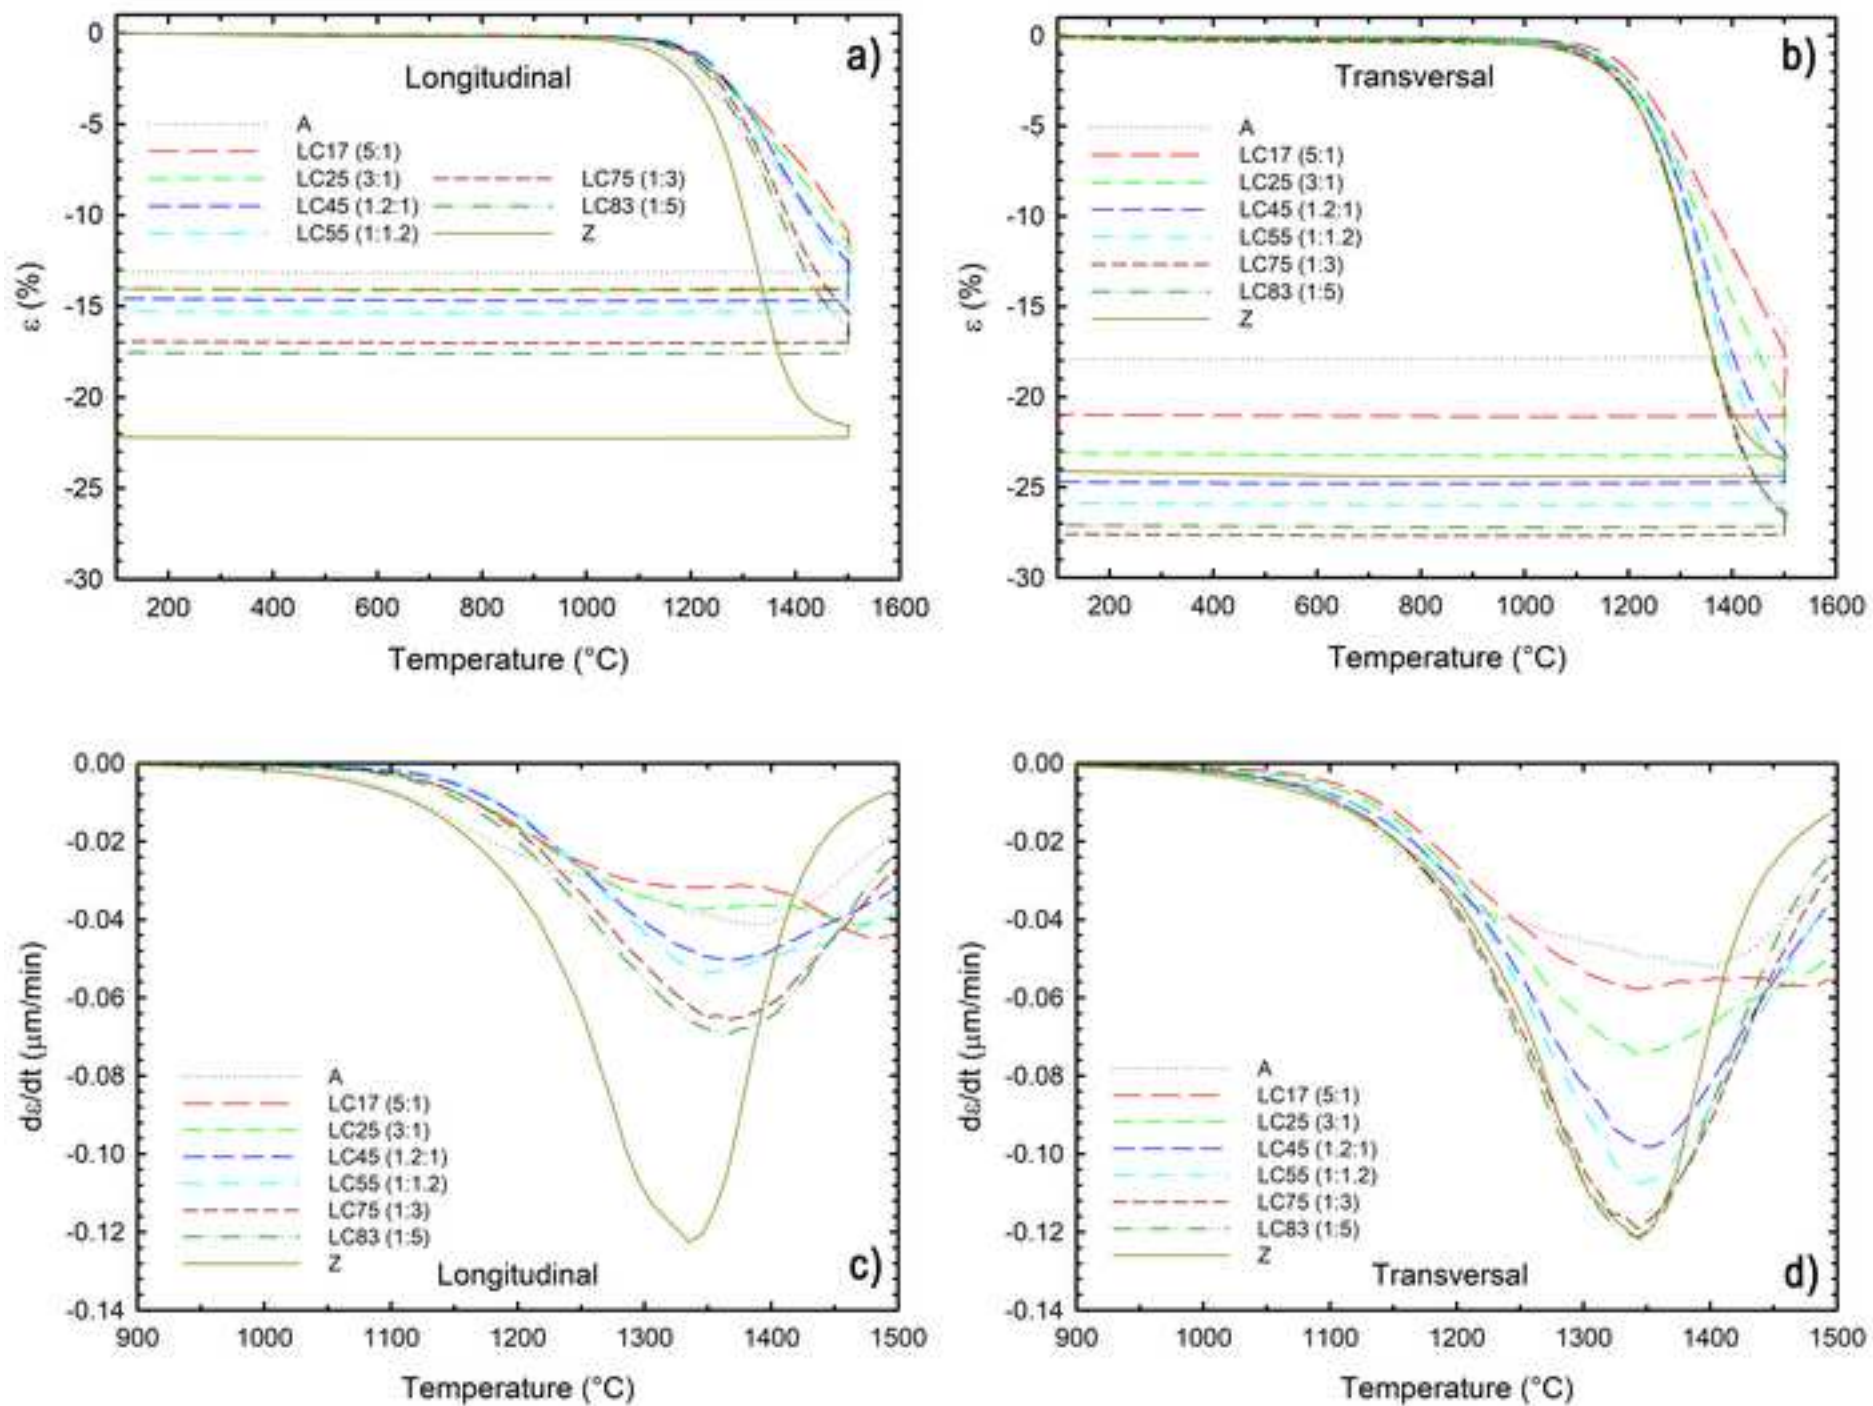 a)
Longitudinal
A
LC17 (5:1)
LC25 (3:1)
LC45 (1.2:1)
LC55 (1:1.2)
LC75 (1:3)
LC83 (1:5)
Z
0
-5
-10
-15
-20
-25
-30
ε (%)
200 400 600 800 1000 1200 1400 1600
Temperature (°C)
b)
Transversal
A
LC17 (5:1)
LC25 (3:1)
LC45 (1.2:1)
LC55 (1:1.2)
LC75 (1:3)
LC83 (1:5)
Z
0
-5
-10
-15
-20
-25
-30
ε (%)
200 400 600 800 1000 1200 1400 1600
Temperature (°C)
0.00
-0.02
-0.04
-0.06
-0.08
-0.10
-0.12
-0.14
dε/dt (μm/min)
A
LC17 (5:1)
LC25 (3:1)
LC45 (1.2:1)
LC55 (1:1.2)
LC75 (1:3)
LC83 (1:5)
Z
Longitudinal
c)
900 1000 1100 1200 1300 1400 1500
Temperature (°C)
0.00
-0.02
-0.04
-0.06
-0.08
-0.10
-0.12
-0.14
dε/dt (μm/min)
A
LC17 (5:1)
LC25 (3:1)
LC45 (1.2:1)
LC55 (1:1.2)
LC75 (1:3)
LC83 (1:5)
Z
Transversal
d)
900 1000 1100 1200 1300 1400 1500
Temperature (°C)